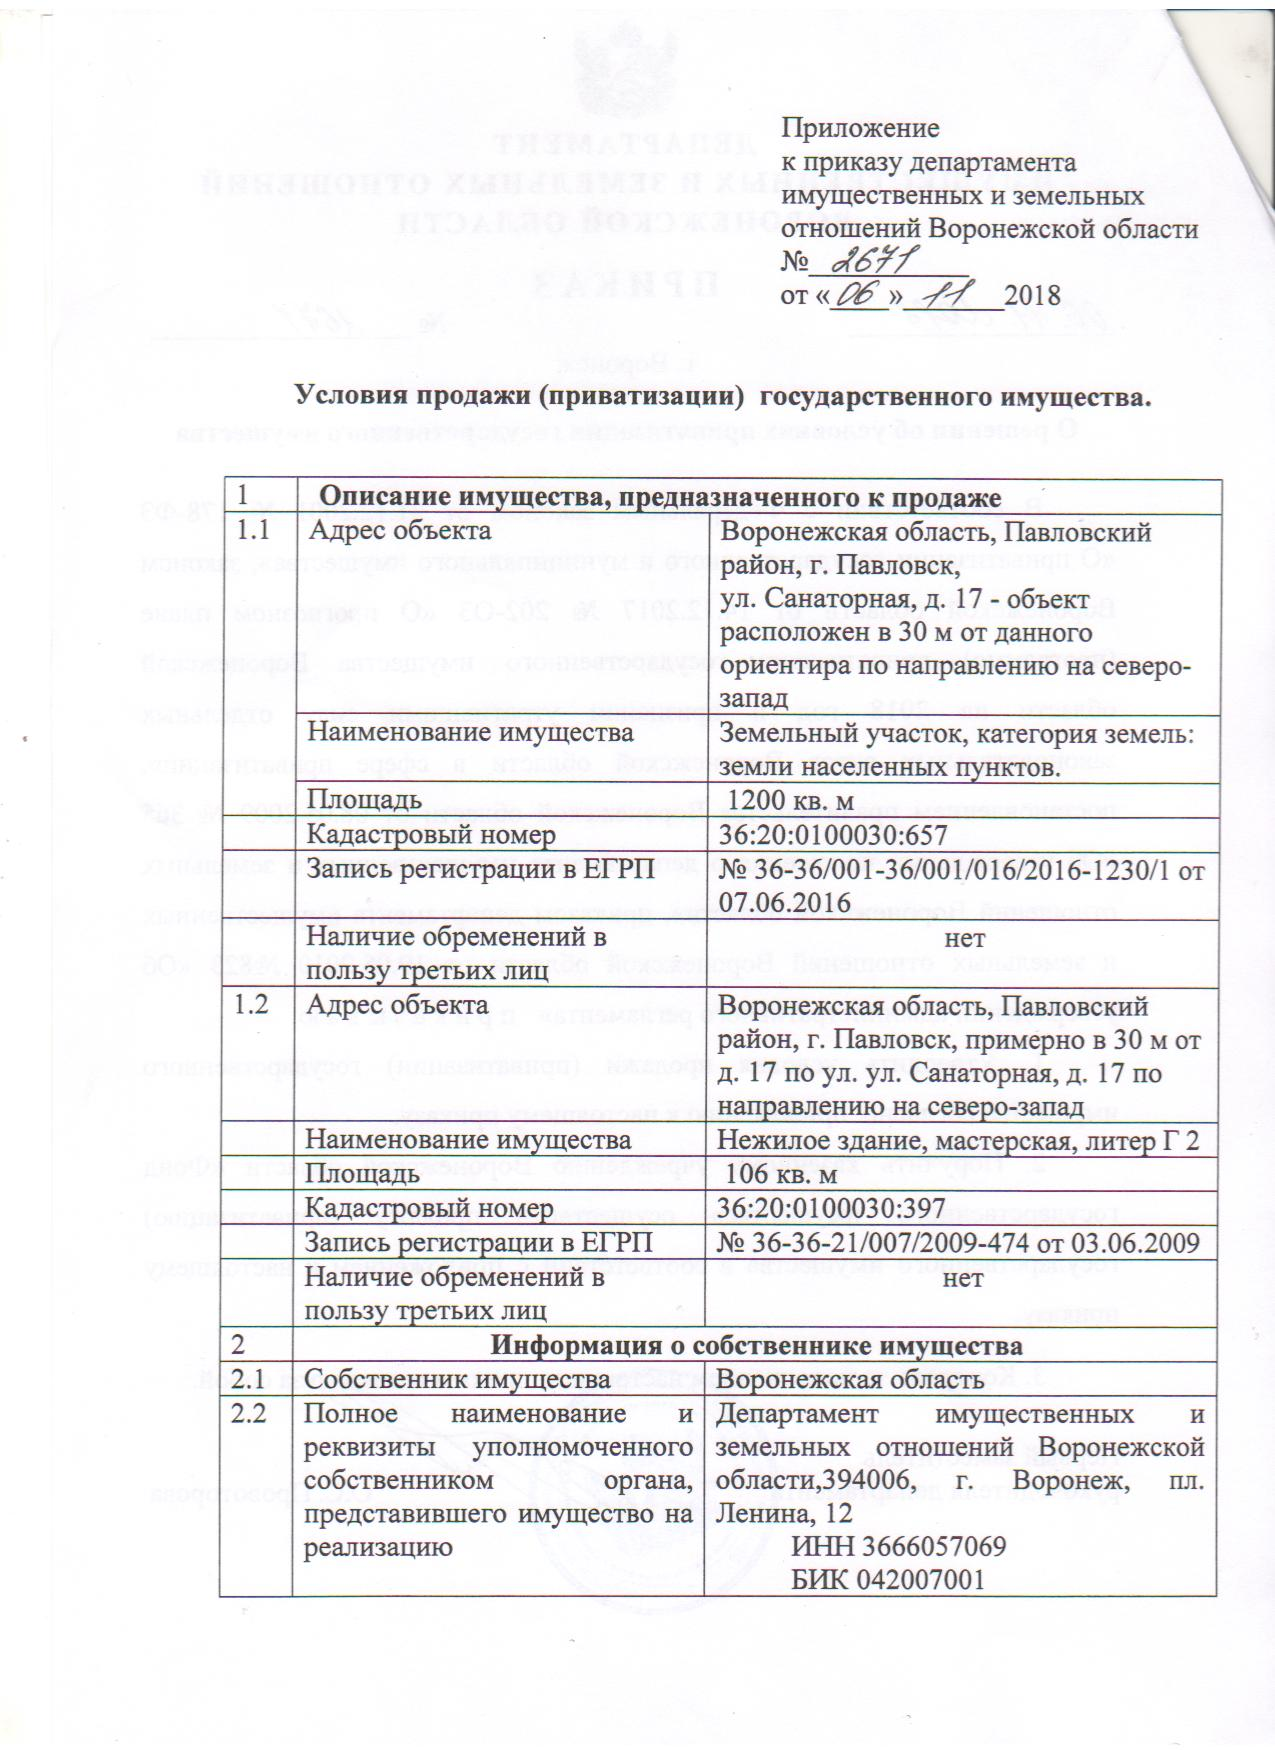 Приложение
к приказу департамента
имущественных и земельных
отношений Воронежской области
№ 2671
от «06» 11 2018
Условия продажи (приватизации) государственного имущества.
1 Описание имущества, предназначенного к продаже
1.1 Адрес объекта Воронежская область, Павловский
район, г. Павловск,
ул. Санаторная, д. 17 - объект
расположен в 30 м от данного
ориентира по направлению на северо-
запад
Наименование имущества Земельный участок, категория земель:
земли населенных пунктов.
Площадь 1200 кв. м
Кадастровый номер 36:20:0100030:657
Запись регистрации в ЕГРП № 36-36/001-36/001/016/2016-1230/1 от
07.06.2016
Наличие обременений в нет
пользу третьих лиц
1.2 Адрес объекта Воронежская область, Павловский
район, г. Павловск, примерно в 30 м от
д. 17 по ул. ул. Санаторная, д. 17 по
направлению на северо-запад
Наименование имущества Нежилое здание, мастерская, литер Г 2
Площадь 106 кв. м
Кадастровый номер 36:20:0100030:397
Запись регистрации в ЕГРП № 36-36-21/007/2009-474 от 03.06.2009
Наличие обременений в нет
пользу третьих лиц
2 Информация о собственнике имущества
2.1 Собственник имущества Воронежская область
2.2 Полное наименование и Департамент имущественных и
реквизиты уполномоченного земельных отношений Воронежской
собственником органа, области,394006, г. Воронеж, пл.
представившего имущество на Ленина, 12
реализацию ИНН 3666057069
БИК 042007001